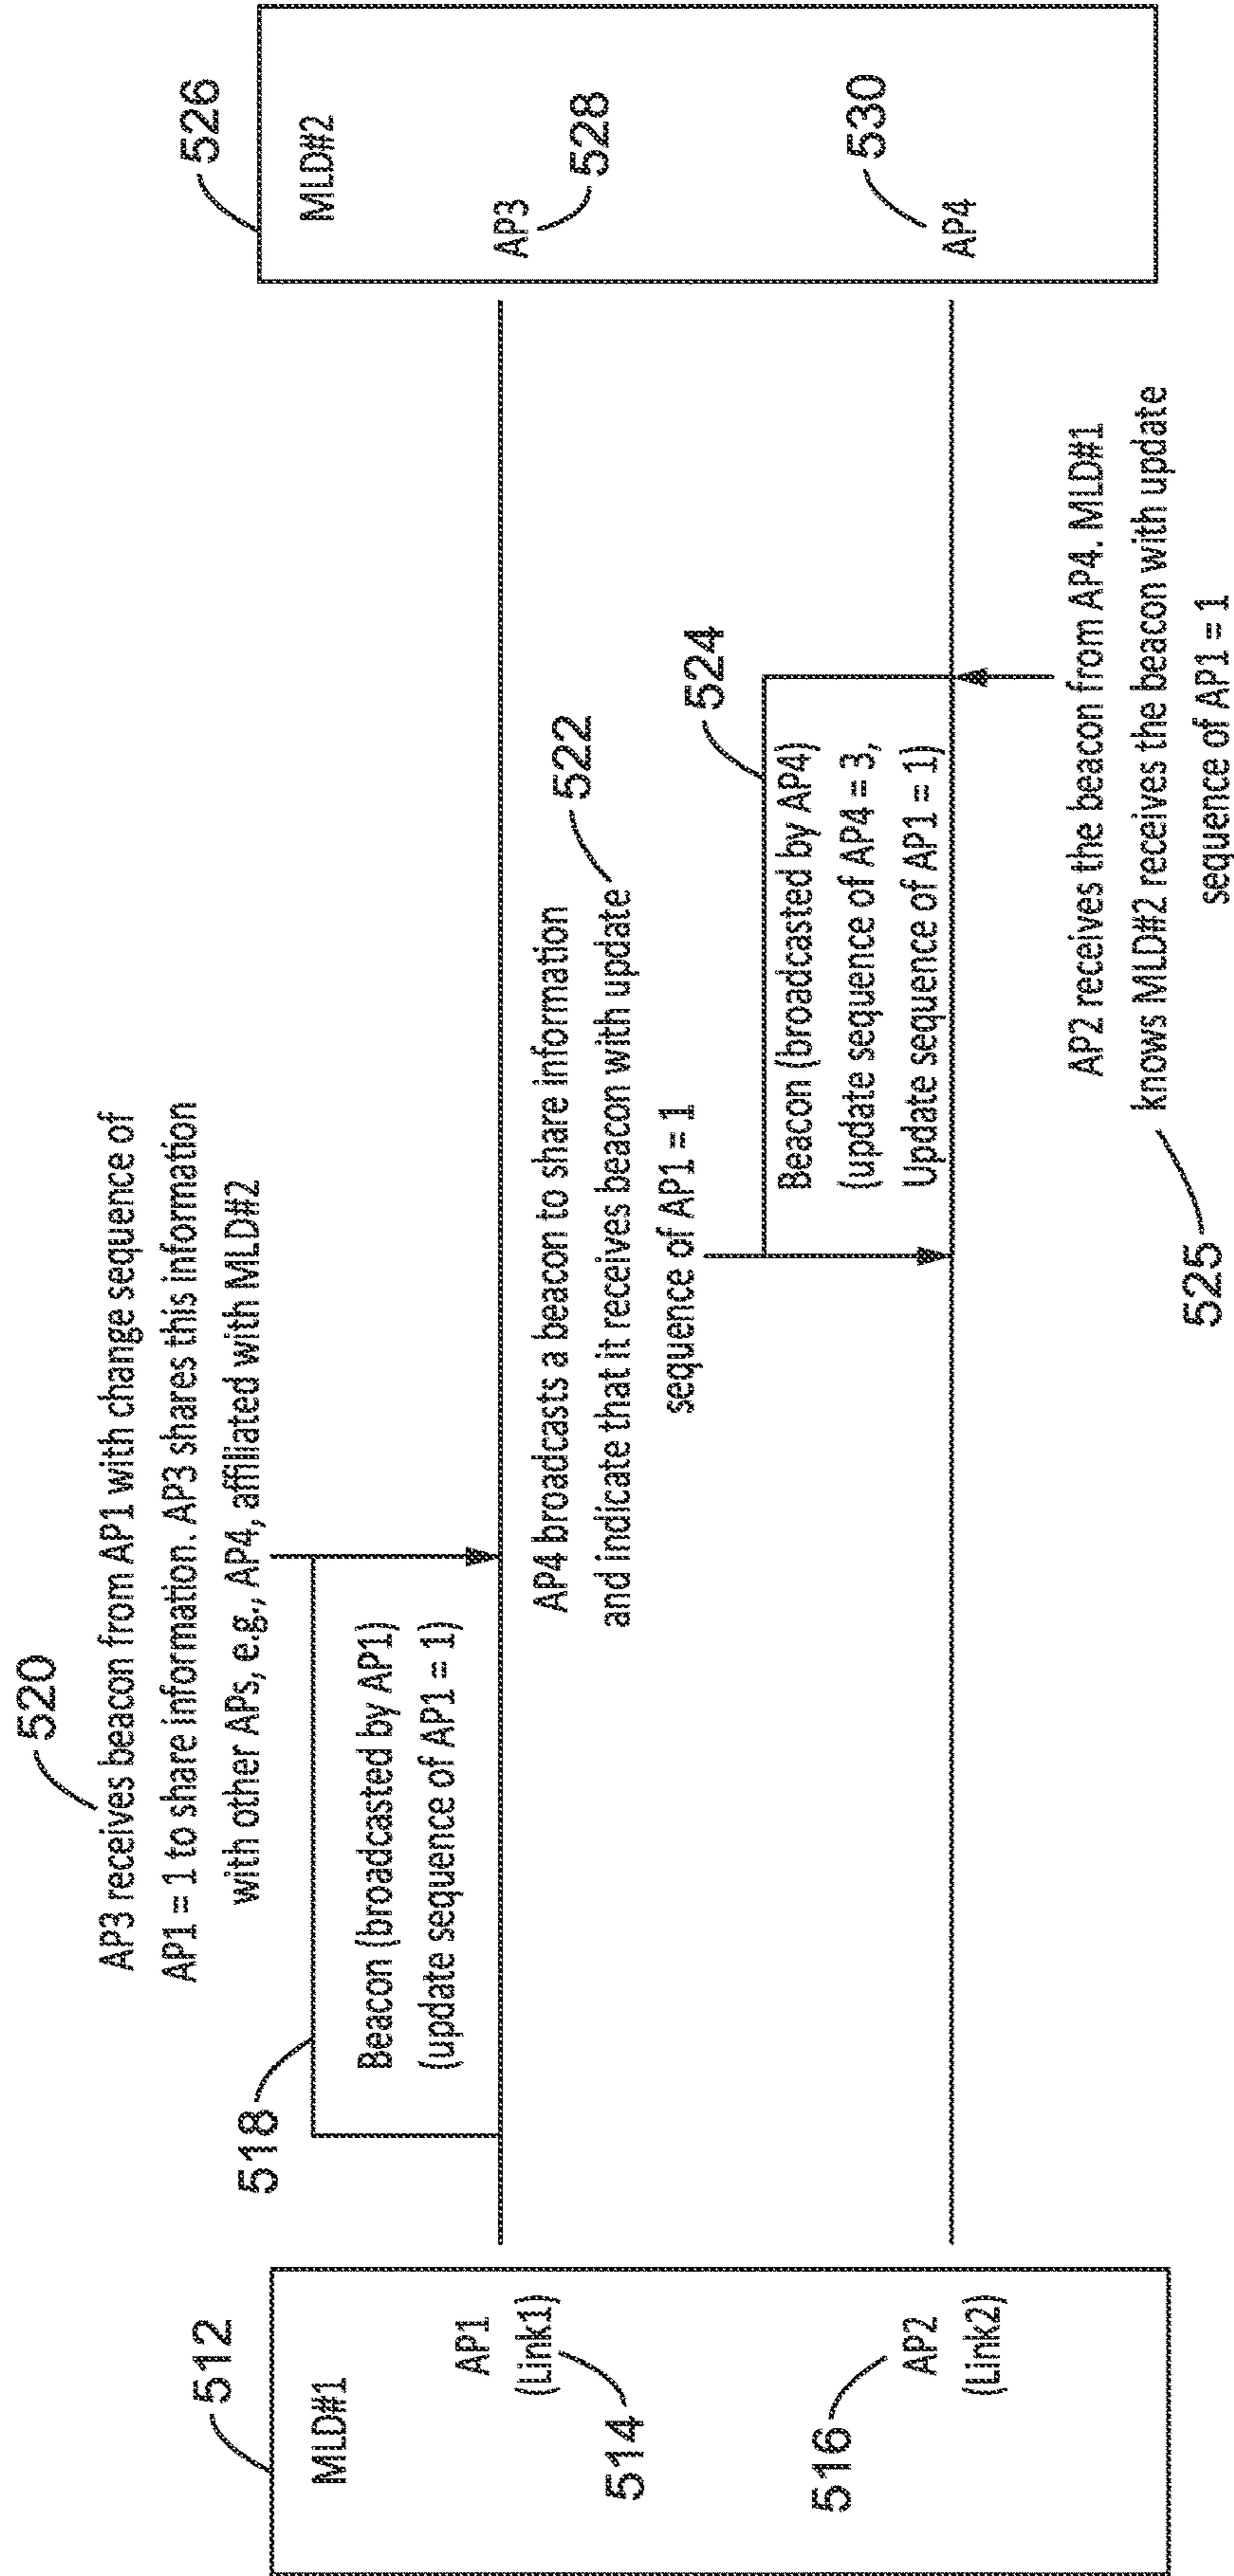 520
AP3 receives beacon from AP1 with change sequence of
AP1 = 1 to share information. AP3 shares this information
with other APs, e.g., AP4, affiliated with MLD#2
512
MLD#1
AP1
(Link1)
514
516
AP2
(Link2)
518
Beacon (broadcasted by AP1)
(update sequence of AP1 = 1)
AP4 broadcasts a beacon to share information
and indicate that it receives beacon with update
sequence of AP1 = 1
522
524
Beacon (broadcasted by AP4)
(update sequence of AP4 = 3,
Update sequence of AP1 = 1)
AP2 receives the beacon from AP4. MLD#1
knows MLD#2 receives the beacon with update
sequence of AP1 = 1
525
526
MLD#2
AP3
528
530
AP4